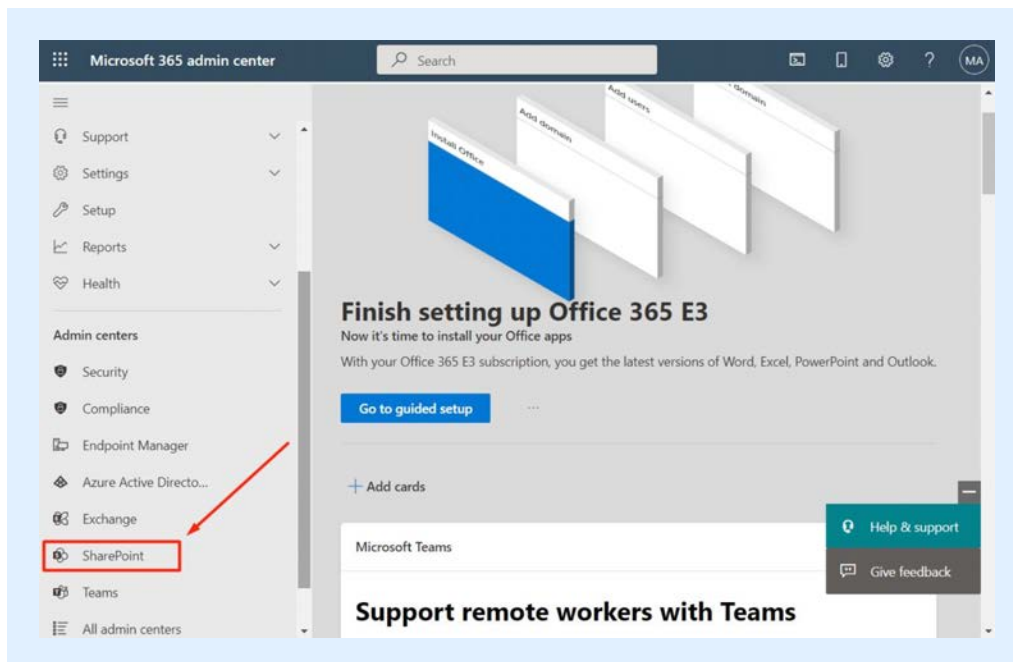 Microsoft 365 admin center
Search
?
MA
Support
Settings
Setup
Reports
Health
Admin centers
Security
Compliance
Endpoint Manager
Azure Active Directo...
Exchange
SharePoint
Teams
All admin centers
Install Office
Add domain
Add users
domain
Finish setting up Office 365 E3
Now it's time to install your Office apps
With your Office 365 E3 subscription, you get the latest versions of Word, Excel, PowerPoint and Outlook.
Go to guided setup
...
+ Add cards
Microsoft Teams
Support remote workers with Teams
Help & support
Give feedback